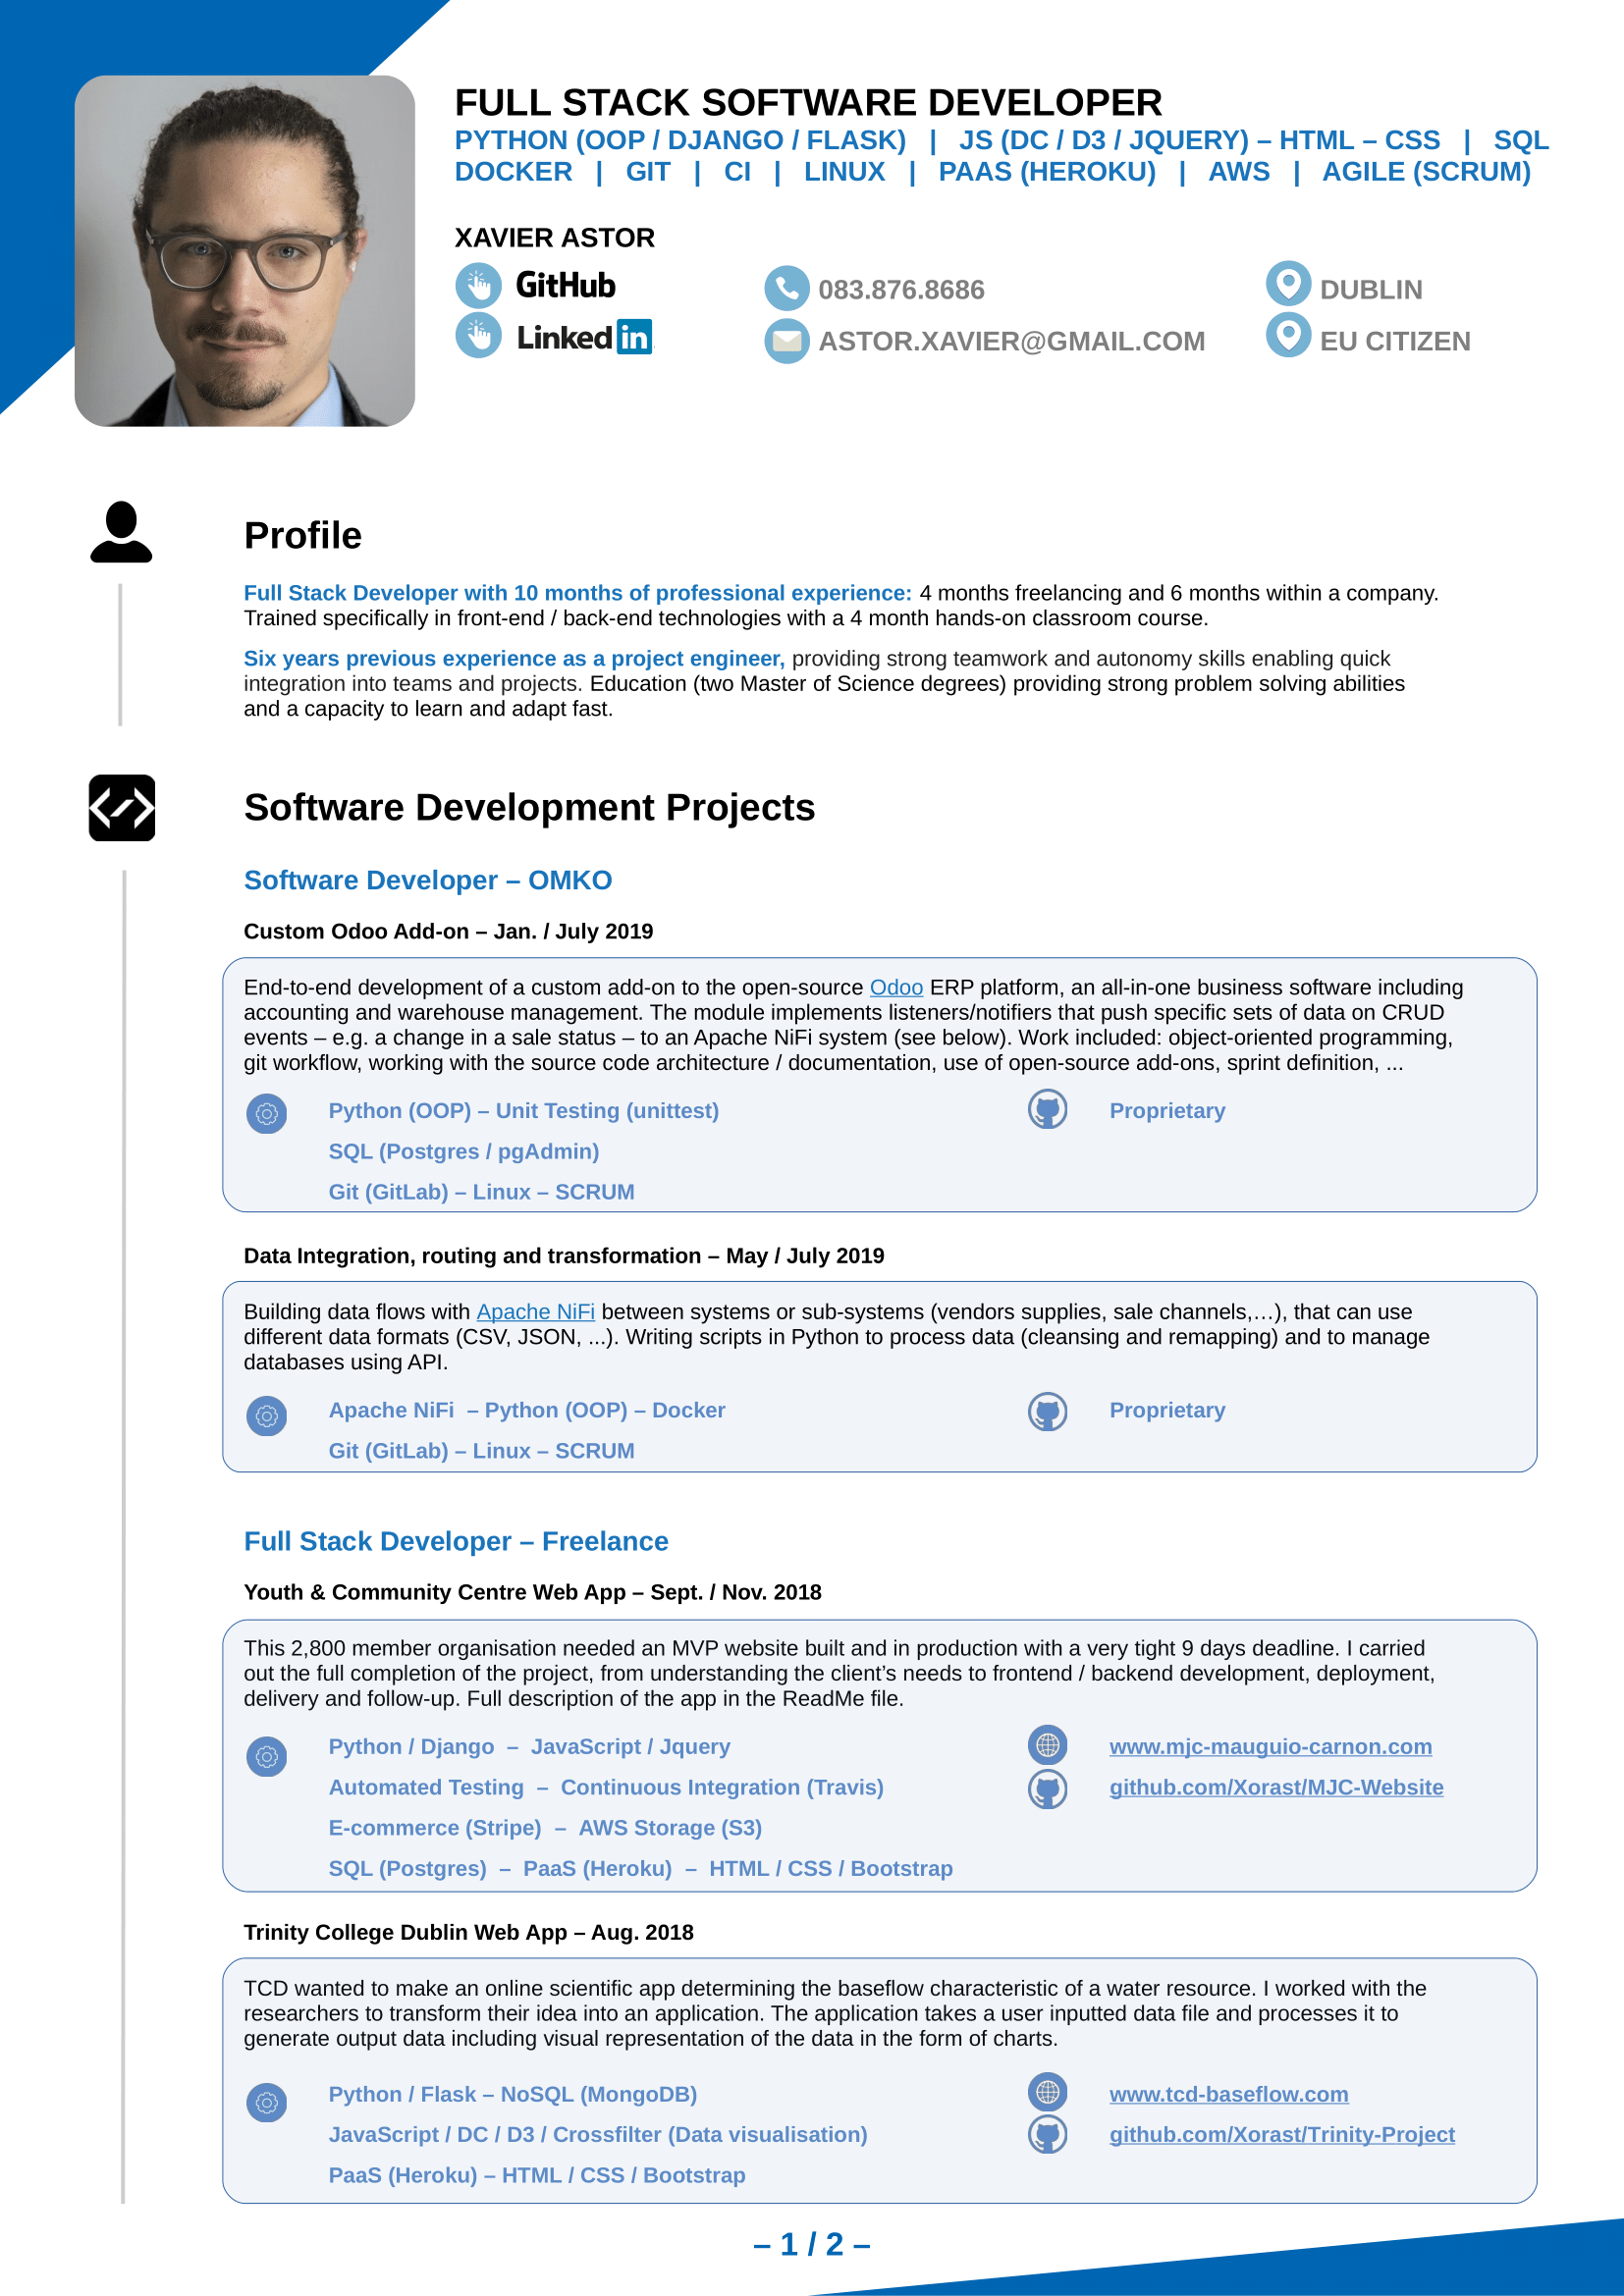 FULL STACK SOFTWARE DEVELOPER
PYTHON (OOP / DJANGO / FLASK) | JS (DC / D3 / JQUERY) – HTML – CSS | SQL
DOCKER | GIT | CI | LINUX | PAAS (HEROKU) | AWS | AGILE (SCRUM)
XAVIER ASTOR
GitHub 083.876.8686 DUBLIN
Linked in ASTOR.XAVIER@GMAIL.COM EU CITIZEN
Profile
Full Stack Developer with 10 months of professional experience: 4 months freelancing and 6 months within a company.
Trained specifically in front-end / back-end technologies with a 4 month hands-on classroom course.
Six years previous experience as a project engineer, providing strong teamwork and autonomy skills enabling quick
integration into teams and projects. Education (two Master of Science degrees) providing strong problem solving abilities
and a capacity to learn and adapt fast.
Software Development Projects
Software Developer – OMKO
Custom Odoo Add-on – Jan. / July 2019
End-to-end development of a custom add-on to the open-source Odoo ERP platform, an all-in-one business software including
accounting and warehouse management. The module implements listeners/notifiers that push specific sets of data on CRUD
events – e.g. a change in a sale status – to an Apache NiFi system (see below). Work included: object-oriented programming,
git workflow, working with the source code architecture / documentation, use of open-source add-ons, sprint definition, ...
Python (OOP) – Unit Testing (unittest) Proprietary
SQL (Postgres / pgAdmin)
Git (GitLab) – Linux – SCRUM
Data Integration, routing and transformation – May / July 2019
Building data flows with Apache NiFi between systems or sub-systems (vendors supplies, sale channels,…), that can use
different data formats (CSV, JSON, ...). Writing scripts in Python to process data (cleansing and remapping) and to manage
databases using API.
Apache NiFi – Python (OOP) – Docker Proprietary
Git (GitLab) – Linux – SCRUM
Full Stack Developer – Freelance
Youth & Community Centre Web App – Sept. / Nov. 2018
This 2,800 member organisation needed an MVP website built and in production with a very tight 9 days deadline. I carried
out the full completion of the project, from understanding the client’s needs to frontend / backend development, deployment,
delivery and follow-up. Full description of the app in the ReadMe file.
Python / Django – JavaScript / Jquery www.mjc-mauguio-carnon.com
Automated Testing – Continuous Integration (Travis) github.com/Xorast/MJC-Website
E-commerce (Stripe) – AWS Storage (S3)
SQL (Postgres) – PaaS (Heroku) – HTML / CSS / Bootstrap
Trinity College Dublin Web App – Aug. 2018
TCD wanted to make an online scientific app determining the baseflow characteristic of a water resource. I worked with the
researchers to transform their idea into an application. The application takes a user inputted data file and processes it to
generate output data including visual representation of the data in the form of charts.
Python / Flask – NoSQL (MongoDB) www.tcd-baseflow.com
JavaScript / DC / D3 / Crossfilter (Data visualisation) github.com/Xorast/Trinity-Project
PaaS (Heroku) – HTML / CSS / Bootstrap
– 1 / 2 –